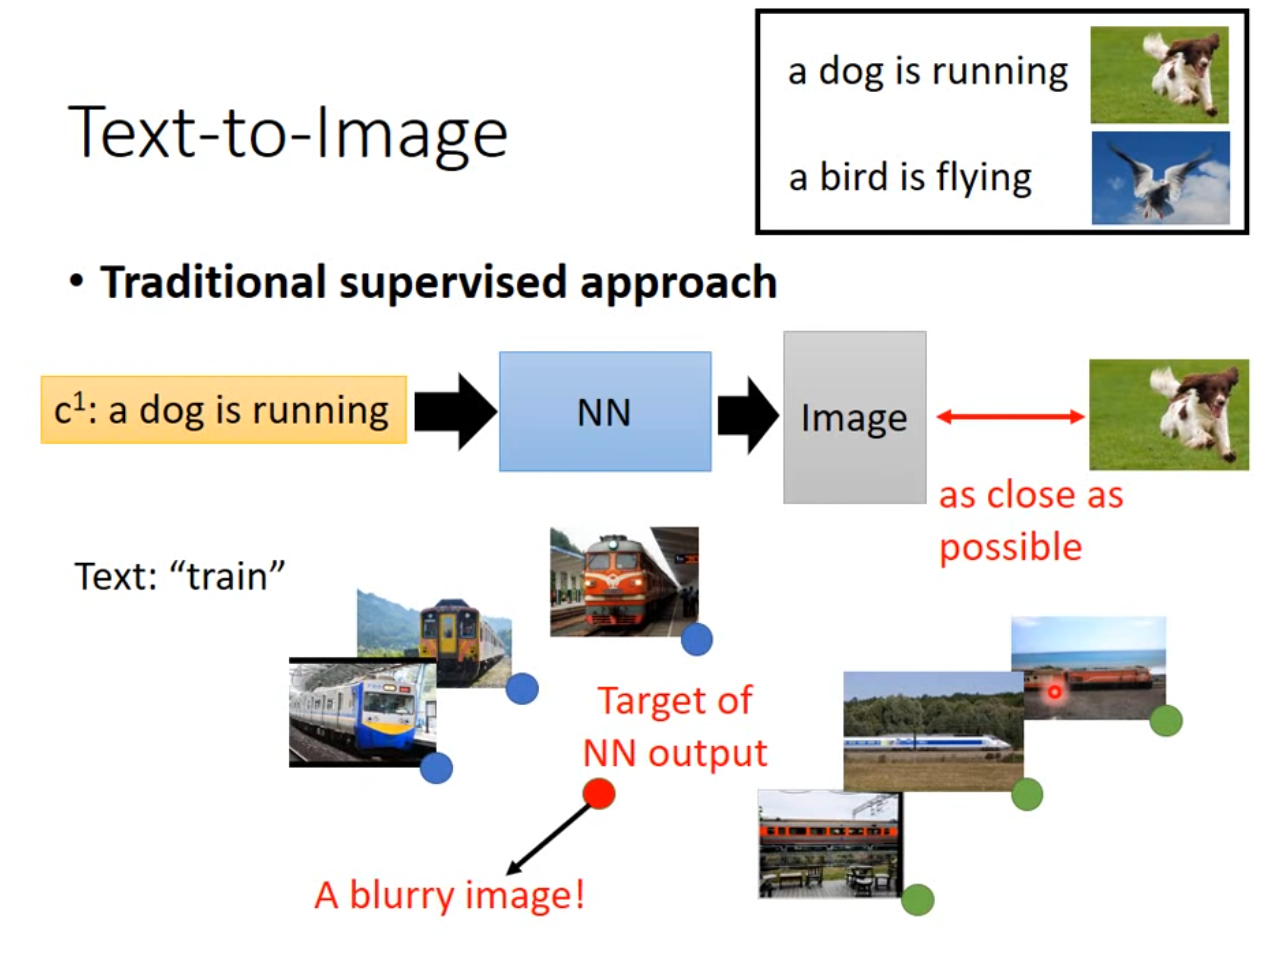 Text-to-Image
a dog is running
a bird is flying
• Traditional supervised approach
c¹: a dog is running
NN
Image
as close as
possible
Text: “train”
Target of
NN output
A blurry image!